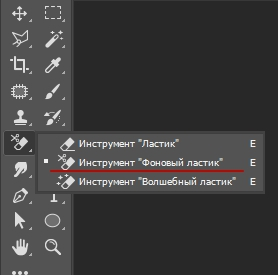 Инструмент "Ластик" E
Инструмент "Фоновый ластик" E
Инструмент "Волшебный ластик" E